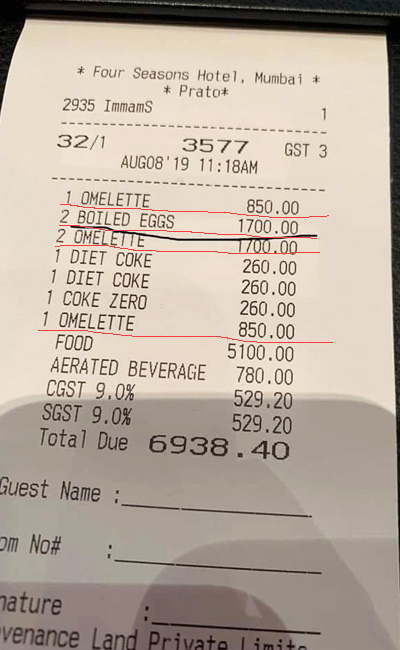 * Four Seasons Hotel, Mumbai *
* Prato*
2935 ImmamS 1
32/1 3577 GST 3
AUG08'19 11:18AM
1 OMELETTE 850.00
2 BOILED EGGS 1700.00
2 OMELETTE 1700.00
1 DIET COKE 260.00
1 DIET COKE 260.00
1 COKE ZERO 260.00
1 OMELETTE 850.00
FOOD 5100.00
AERATED BEVERAGE 780.00
CGST 9.0% 529.20
SGST 9.0% 529.20
Total Due 6938.40
Guest Name :
om No# :
nature :
venance Land Private Limite